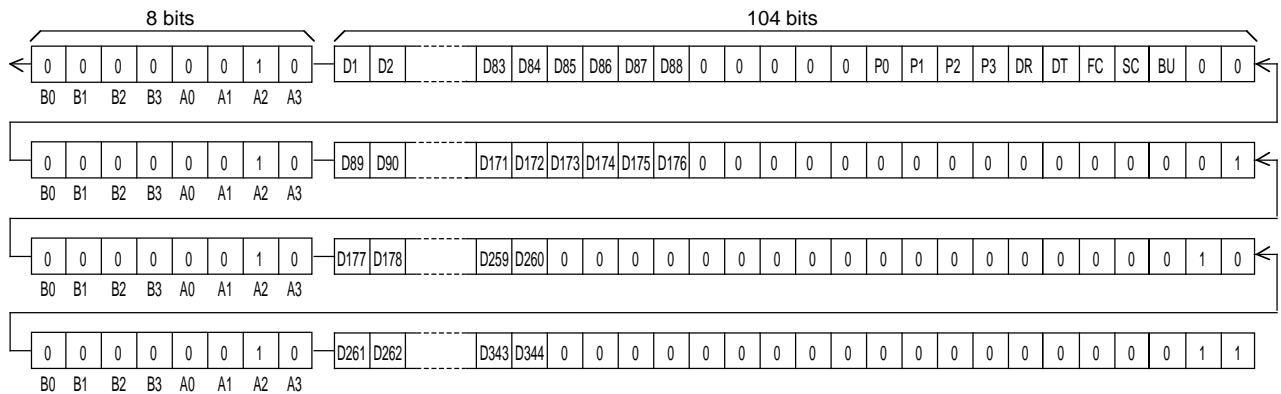 8 bits 104 bits
0 0 0 0 0 0 1 0 D1 D2 D83 D84 D85 D86 D87 D88 0 0 0 0 0 P0 P1 P2 P3 DR DT FC SC BU 0 0
B0 B1 B2 B3 A0 A1 A2 A3
0 0 0 0 0 0 1 0 D89 D90 D171 D172 D173 D174 D175 D176 0 0 0 0 0 0 0 0 0 0 0 0 0 0 0 1
B0 B1 B2 B3 A0 A1 A2 A3
0 0 0 0 0 0 1 0 D177 D178 D259 D260 0 0 0 0 0 0 0 0 0 0 0 0 0 0 0 0 0 0 1 0
B0 B1 B2 B3 A0 A1 A2 A3
0 0 0 0 0 0 1 0 D261 D262 D343 D344 0 0 0 0 0 0 0 0 0 0 0 0 0 0 0 0 0 0 1 1
B0 B1 B2 B3 A0 A1 A2 A3